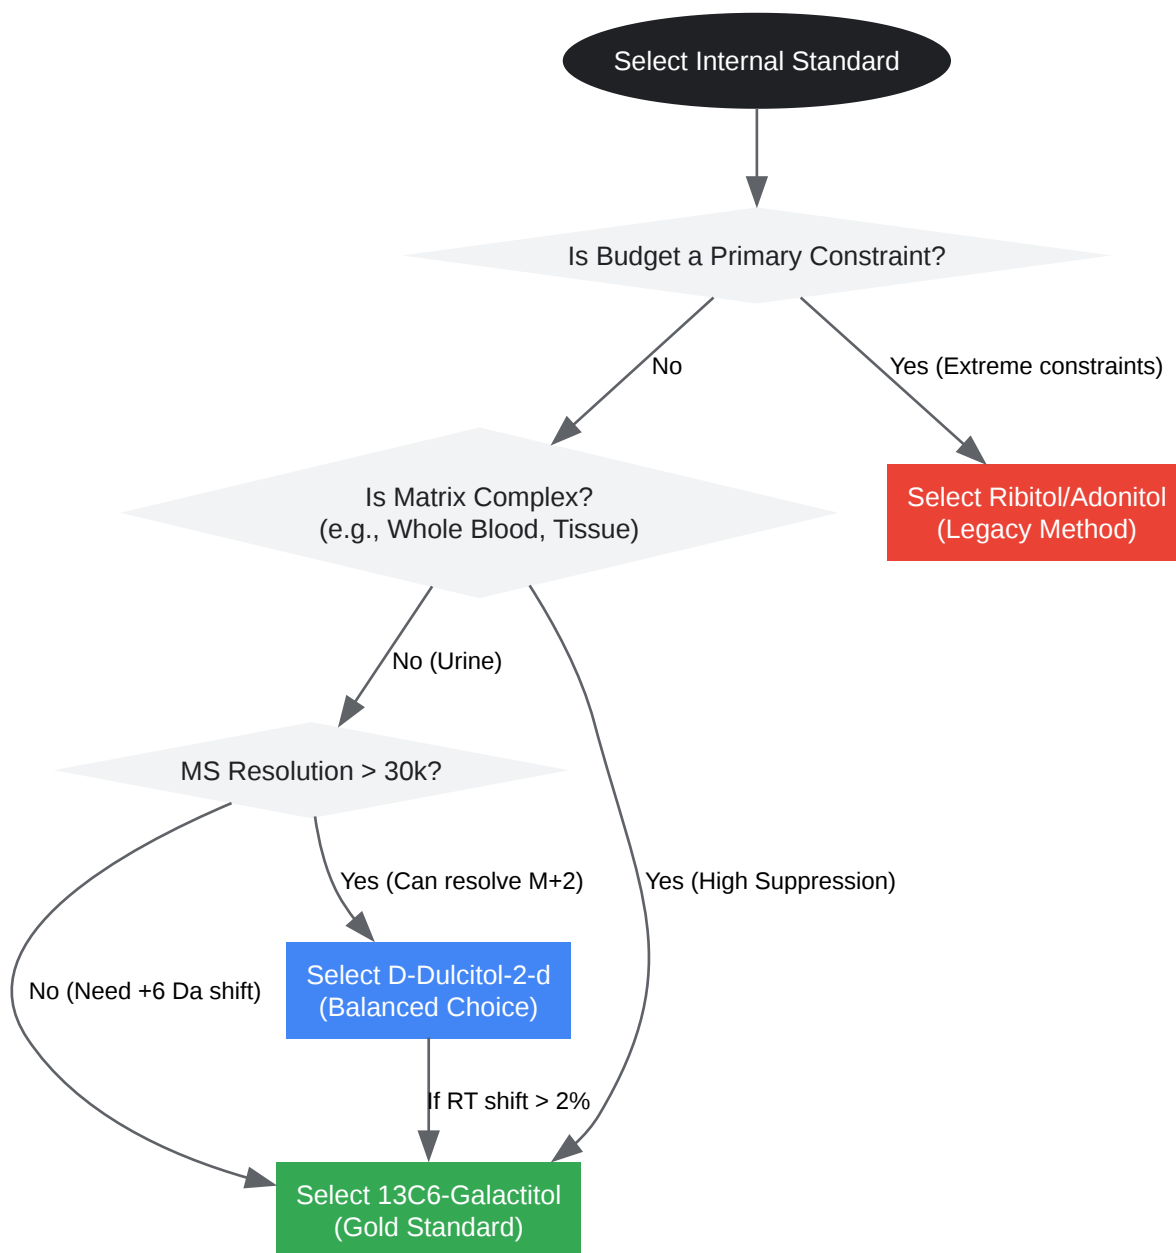 Select Internal Standard
Is Budget a Primary Constraint?
No
Yes (Extreme constraints)
Is Matrix Complex?
(e.g., Whole Blood, Tissue)
Select Ribitol/Adonitol
(Legacy Method)
No (Urine)
MS Resolution > 30k?
Yes (Can resolve M+2)
Yes (High Suppression)
Select D-Dulcitol-2-d
(Balanced Choice)
No (Need +6 Da shift)
If RT shift > 2%
Select 13C6-Galactitol
(Gold Standard)